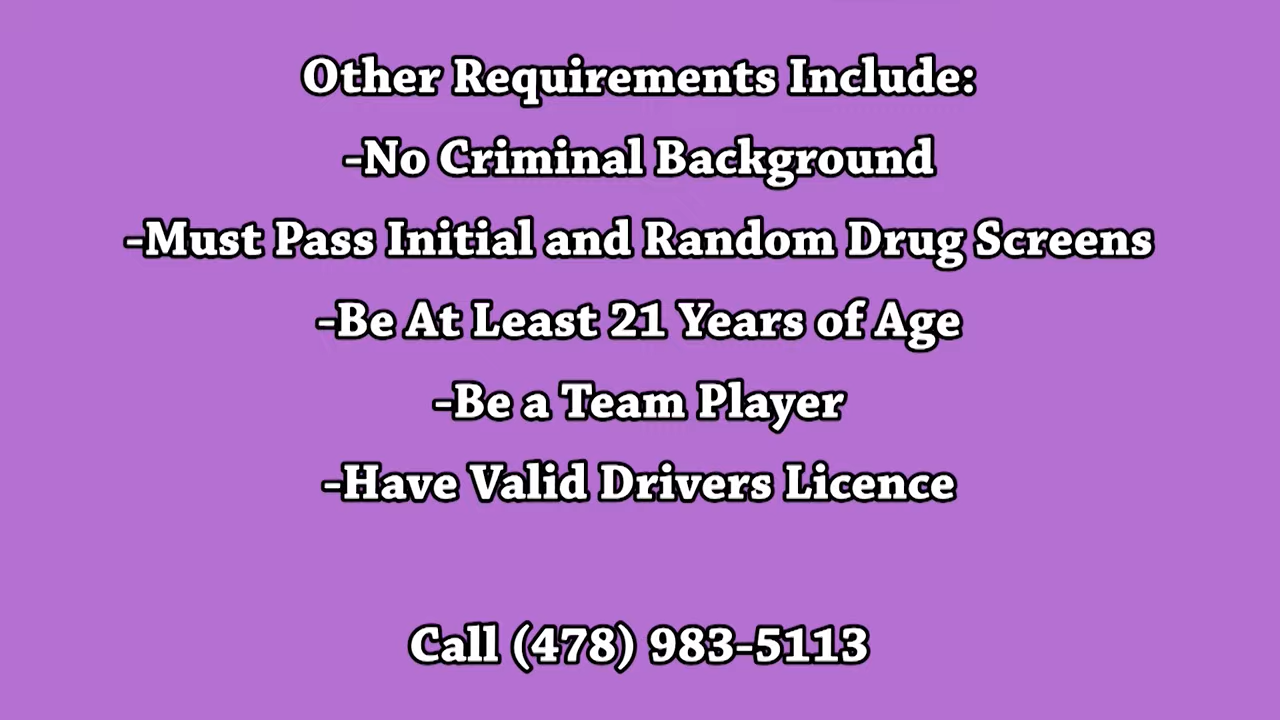 Other Requirements Include:
-No Criminal Background
-Must Pass Initial and Random Drug Screens
-Be At Least 21 Years of Age
-Be a Team Player
-Have Valid Drivers Licence
Call (478) 983-5113